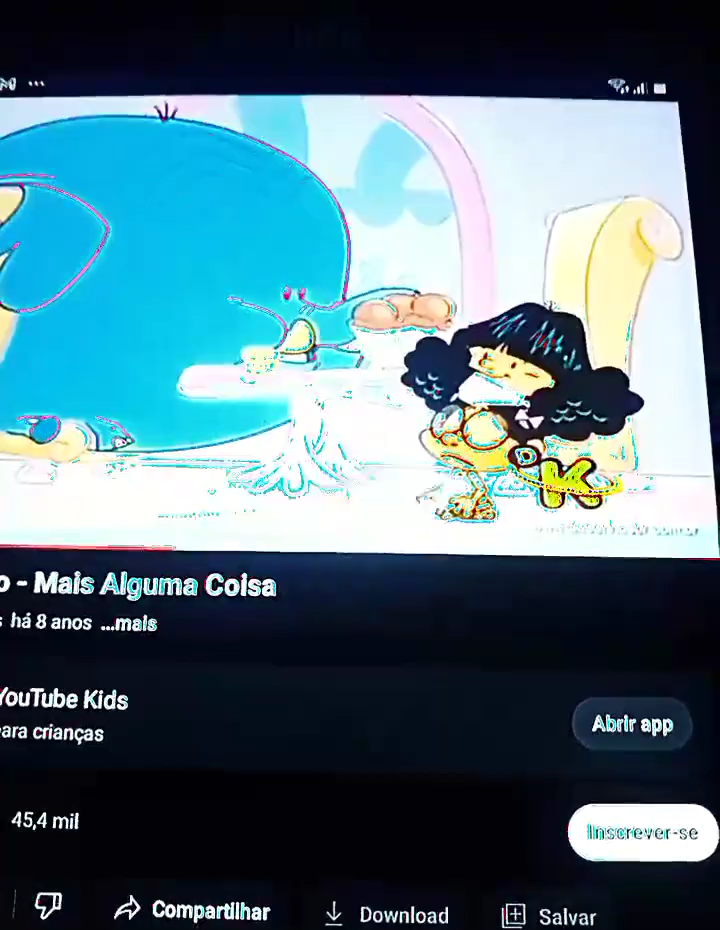 o - Mais Alguma Coisa
s há 8 anos ...mais
YouTube Kids
para crianças
Abrir app
45,4 mil
Inscrever-se
Compartilhar
Download
Salvar